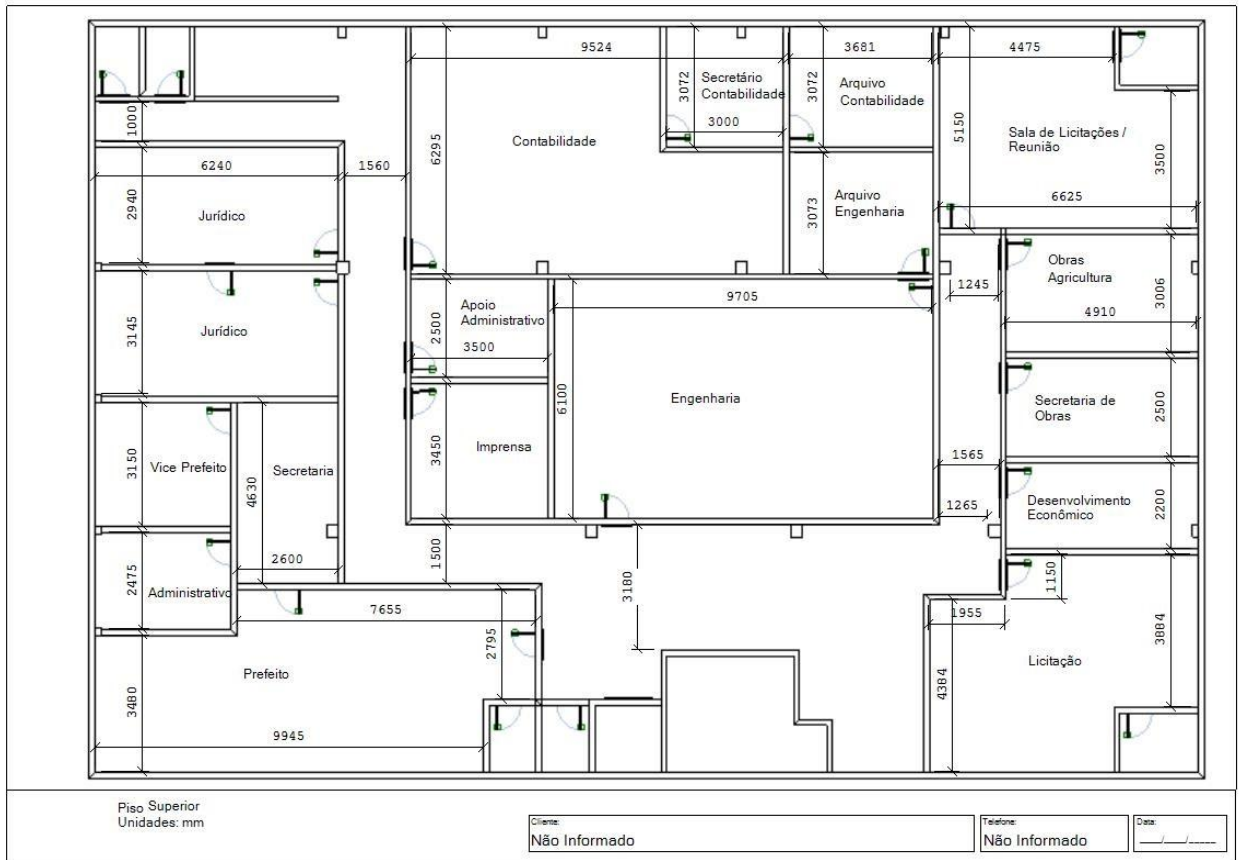 9524
3681
4475
3072
Secretário
Contabilidade
3000
3072
Arquivo
Contabilidade
5150
Sala de Licitações /
Reunião
3500
6625
1000
6240
1560
6295
Contabilidade
2940
Jurídico
3073
Arquivo
Engenharia
3145
Jurídico
Apoio
Administrativo
2500
3500
9705
1245
Obras
Agricultura
3006
4910
6100
Engenharia
Secretaria de
Obras
2500
3150
Vice Prefeito
4630
Secretaria
2600
3450
Imprensa
1565
1265
Desenvolvimento
Econômico
2200
2475
Administrativo
1500
3180
1150
1955
3884
7655
2795
Prefeito
3480
9945
4384
Licitação
Piso Superior
Unidades: mm
Cliente:
Não Informado
Telefone:
Não Informado
Data:
___/___/_____